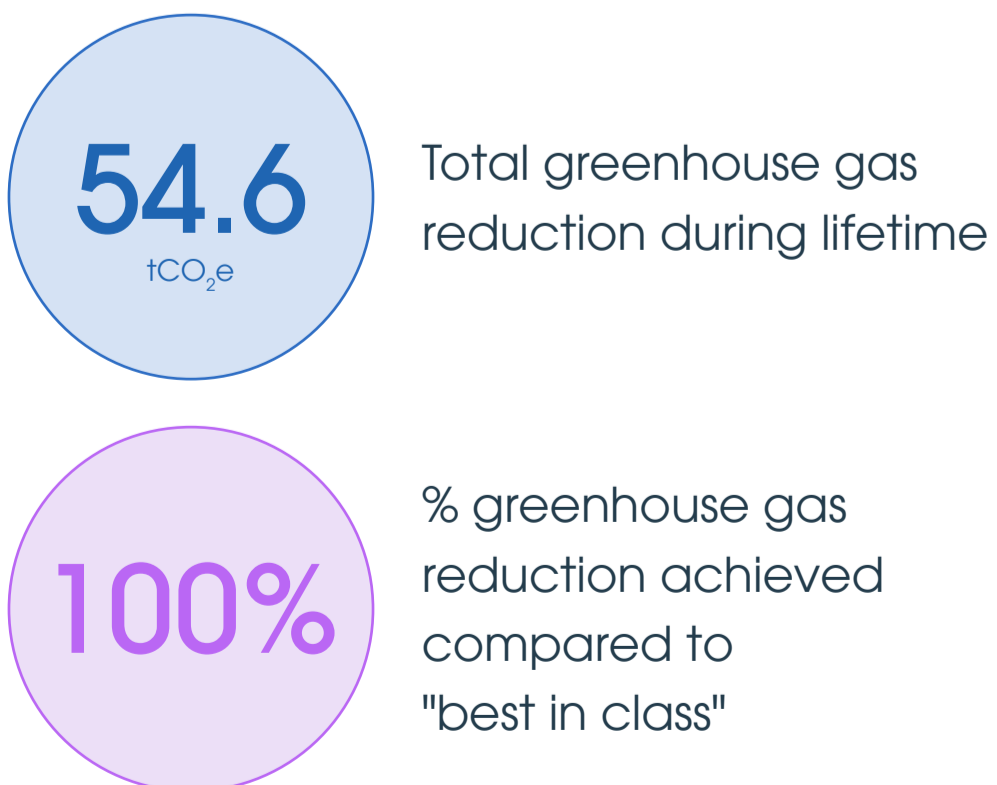 54.6
tCO₂e
Total greenhouse gas
reduction during lifetime
100%
% greenhouse gas
reduction achieved
compared to
"best in class"